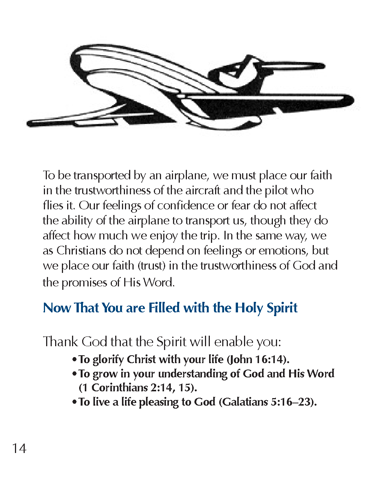 To be transported by an airplane, we must place our faith
in the trustworthiness of the aircraft and the pilot who
flies it. Our feelings of confidence or fear do not affect
the ability of the airplane to transport us, though they do
affect how much we enjoy the trip. In the same way, we
as Christians do not depend on feelings or emotions, but
we place our faith (trust) in the trustworthiness of God and
the promises of His Word.
Now That You are Filled with the Holy Spirit
Thank God that the Spirit will enable you:
•To glorify Christ with your life (John 16:14).
•To grow in your understanding of God and His Word
(1 Corinthians 2:14, 15).
•To live a life pleasing to God (Galatians 5:16–23).
14